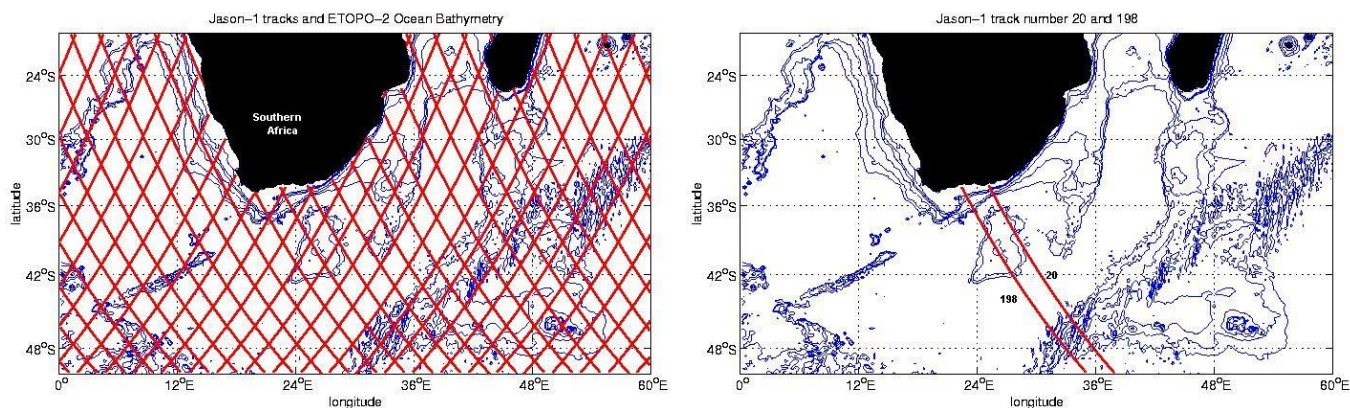 Jason-1 tracks and ETOPO-2 Ocean Bathymetry
24°S
30°S
36°S
42°S
48°S
latitude
Southern
Africa
0°
12°E
24°E
36°E
48°E
60°E
longitude
Jason-1 track number 20 and 198
24°S
30°S
36°S
42°S
48°S
latitude
20
198
0°
12°E
24°E
36°E
48°E
60°E
longitude